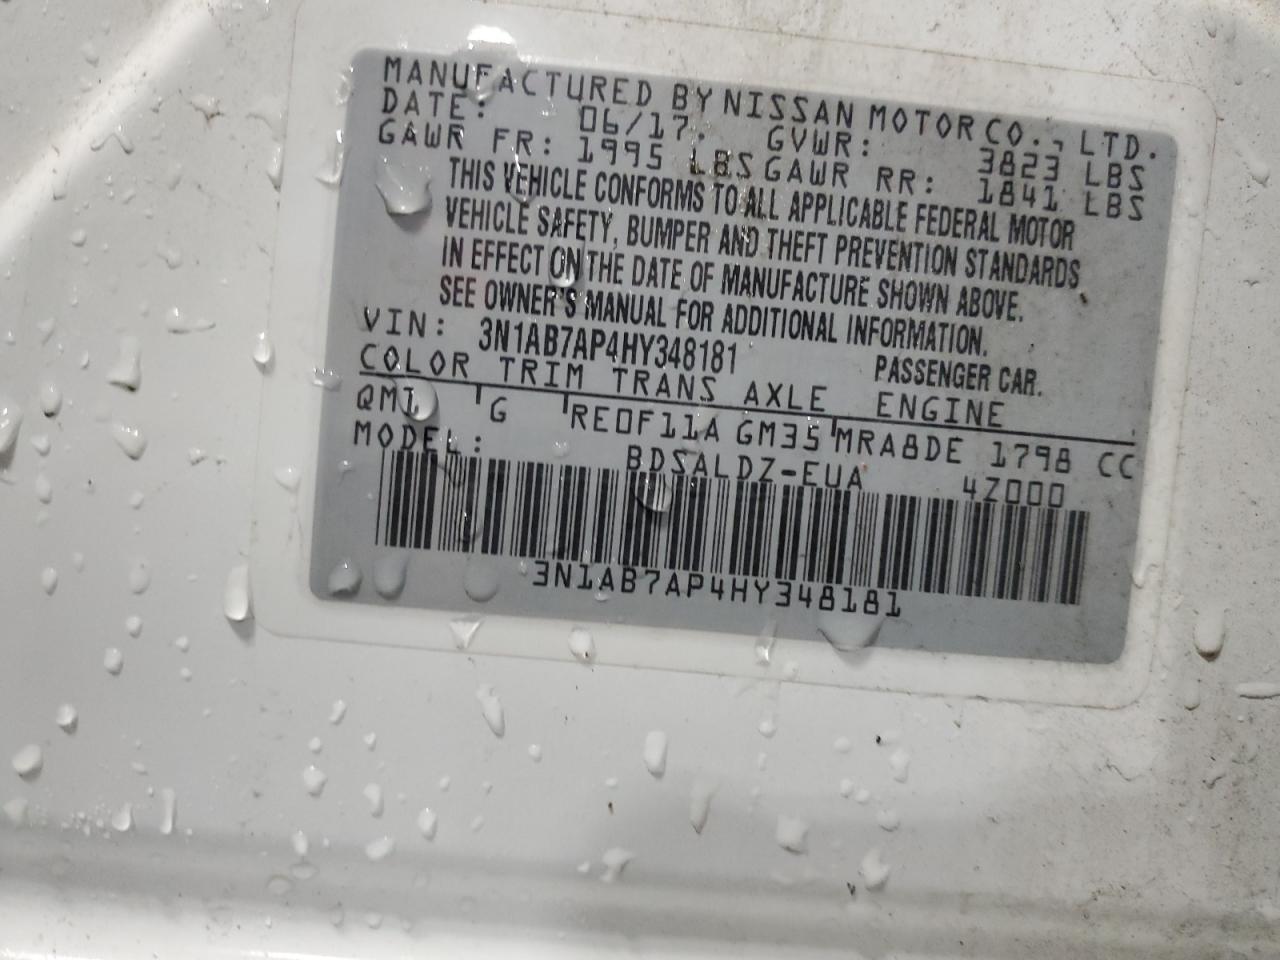 MANUFACTURED BY NISSAN MOTOR CO., LTD.
DATE: 06/17. GVWR: 3823 LBS
GAWR FR: 1995 LBS GAWR RR: 1841 LBS
THIS VEHICLE CONFORMS TO ALL APPLICABLE FEDERAL MOTOR
VEHICLE SAFETY, BUMPER AND THEFT PREVENTION STANDARDS
IN EFFECT ON THE DATE OF MANUFACTURE SHOWN ABOVE.
SEE OWNER'S MANUAL FOR ADDITIONAL INFORMATION.
VIN: 3N1AB7AP4HY348181 PASSENGER CAR.
COLOR TRIM TRANS AXLE ENGINE
QM1 G RE0F11A GM35 MRA8DE 1798 CC
MODEL: BDSALDZ-EUA 4Z000
3N1AB7AP4HY348181